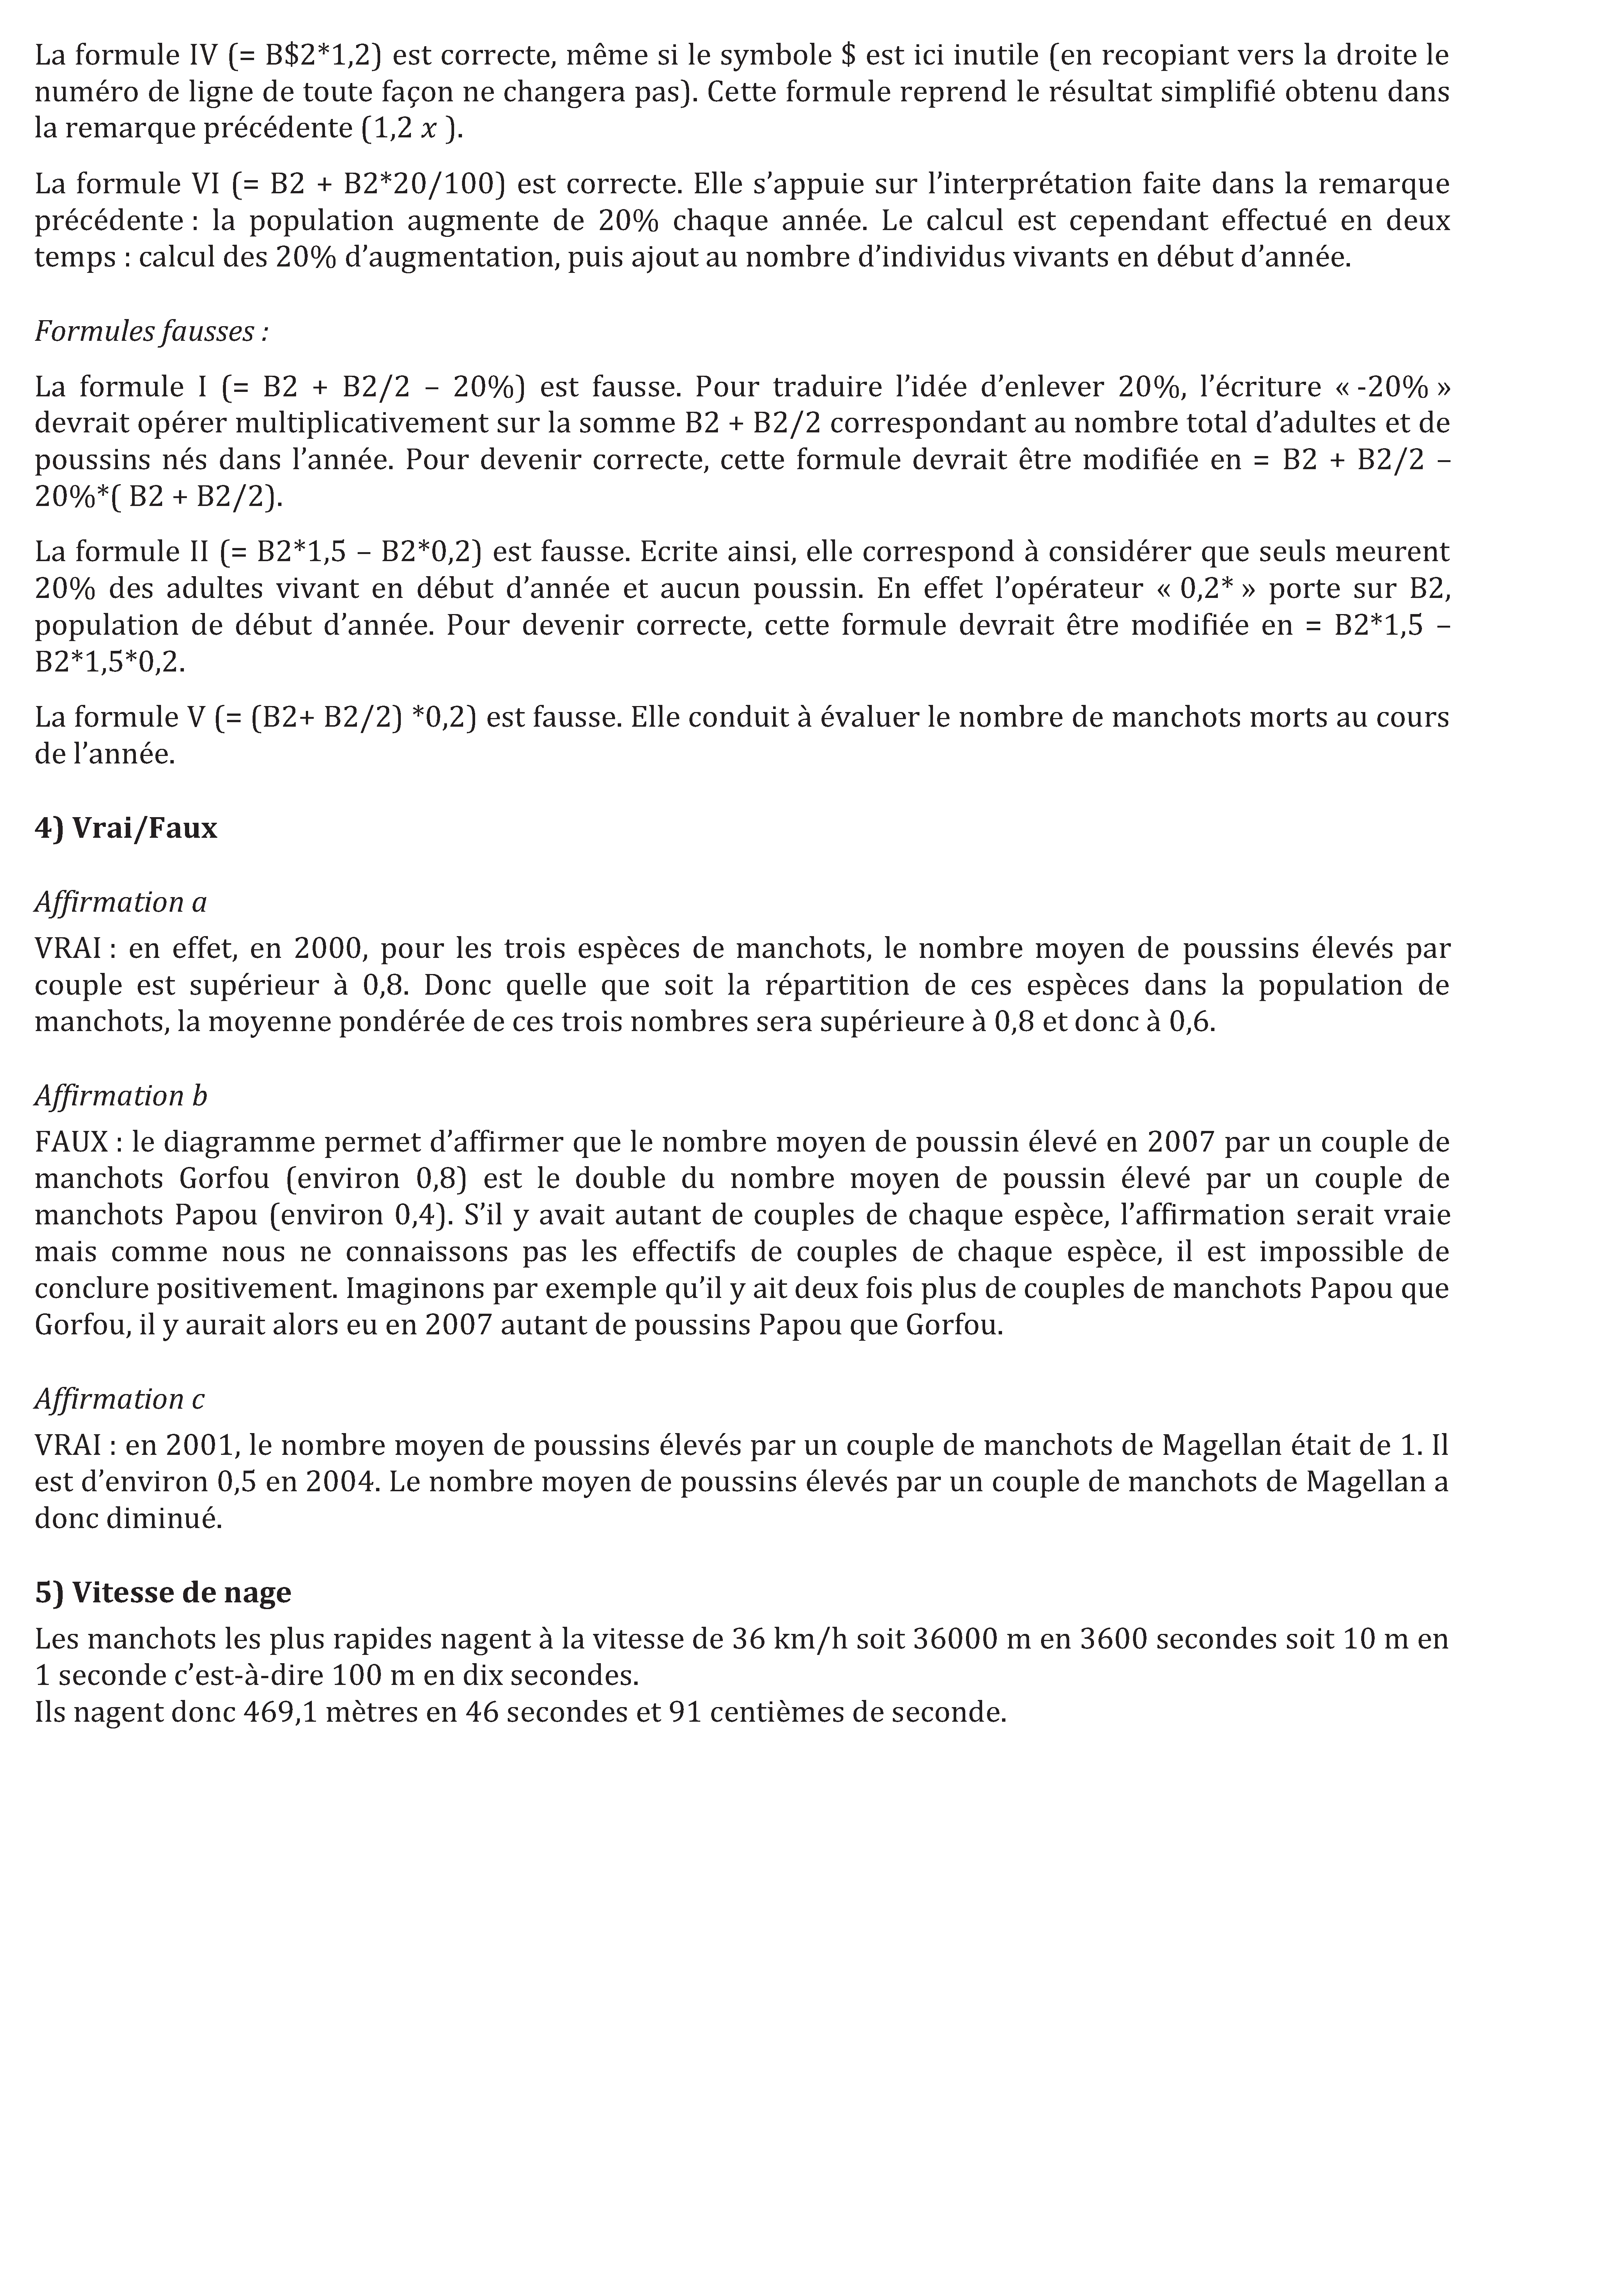 La formule IV (= B$2*1,2) est correcte, même si le symbole $ est ici inutile (en recopiant vers la droite le
numéro de ligne de toute façon ne changera pas). Cette formule reprend le résultat simplifié obtenu dans
la remarque précédente (1,2 x ).
La formule VI (= B2 + B2*20/100) est correcte. Elle s’appuie sur l’interprétation faite dans la remarque
précédente : la population augmente de 20% chaque année. Le calcul est cependant effectué en deux
temps : calcul des 20% d’augmentation, puis ajout au nombre d’individus vivants en début d’année.
Formules fausses :
La formule I (= B2 + B2/2 – 20%) est fausse. Pour traduire l’idée d’enlever 20%, l’écriture « -20% »
devrait opérer multiplicativement sur la somme B2 + B2/2 correspondant au nombre total d’adultes et de
poussins nés dans l’année. Pour devenir correcte, cette formule devrait être modifiée en = B2 + B2/2 –
20%*( B2 + B2/2).
La formule II (= B2*1,5 – B2*0,2) est fausse. Ecrite ainsi, elle correspond à considérer que seuls meurent
20% des adultes vivant en début d’année et aucun poussin. En effet l’opérateur « 0,2* » porte sur B2,
population de début d’année. Pour devenir correcte, cette formule devrait être modifiée en = B2*1,5 –
B2*1,5*0,2.
La formule V (= (B2+ B2/2) *0,2) est fausse. Elle conduit à évaluer le nombre de manchots morts au cours
de l’année.
4) Vrai/Faux
Affirmation a
VRAI : en effet, en 2000, pour les trois espèces de manchots, le nombre moyen de poussins élevés par
couple est supérieur à 0,8. Donc quelle que soit la répartition de ces espèces dans la population de
manchots, la moyenne pondérée de ces trois nombres sera supérieure à 0,8 et donc à 0,6.
Affirmation b
FAUX : le diagramme permet d’affirmer que le nombre moyen de poussin élevé en 2007 par un couple de
manchots Gorfou (environ 0,8) est le double du nombre moyen de poussin élevé par un couple de
manchots Papou (environ 0,4). S’il y avait autant de couples de chaque espèce, l’affirmation serait vraie
mais comme nous ne connaissons pas les effectifs de couples de chaque espèce, il est impossible de
conclure positivement. Imaginons par exemple qu’il y ait deux fois plus de couples de manchots Papou que
Gorfou, il y aurait alors eu en 2007 autant de poussins Papou que Gorfou.
Affirmation c
VRAI : en 2001, le nombre moyen de poussins élevés par un couple de manchots de Magellan était de 1. Il
est d’environ 0,5 en 2004. Le nombre moyen de poussins élevés par un couple de manchots de Magellan a
donc diminué.
5) Vitesse de nage
Les manchots les plus rapides nagent à la vitesse de 36 km/h soit 36000 m en 3600 secondes soit 10 m en
1 seconde c’est-à-dire 100 m en dix secondes.
Ils nagent donc 469,1 mètres en 46 secondes et 91 centièmes de seconde.